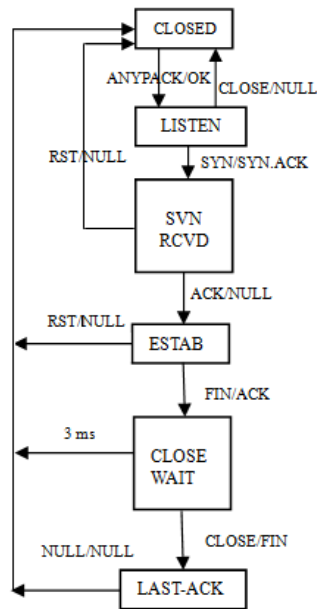 CLOSED
ANYPACK/OK
CLOSE/NULL
LISTEN
RST/NULL
SYN/SYN.ACK
SVN
RCVD
ACK/NULL
RST/NULL
ESTAB
FIN/ACK
3 ms
CLOSE
WAIT
CLOSE/FIN
NULL/NULL
LAST-ACK